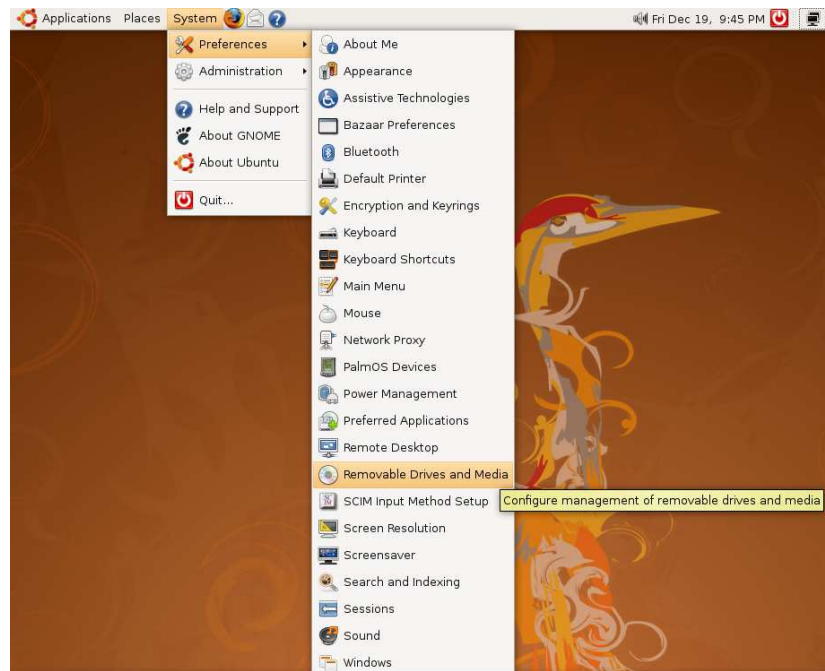 Applications Places System Fri Dec 19, 9:45 PM
Preferences
Administration
Help and Support
About GNOME
About Ubuntu
Quit...
About Me
Appearance
Assistive Technologies
Bazaar Preferences
Bluetooth
Default Printer
Encryption and Keyrings
Keyboard
Keyboard Shortcuts
Main Menu
Mouse
Network Proxy
PalmOS Devices
Power Management
Preferred Applications
Remote Desktop
Removable Drives and Media
Configure management of removable drives and media
SCIM Input Method Setup
Screen Resolution
Screensaver
Search and Indexing
Sessions
Sound
Windows